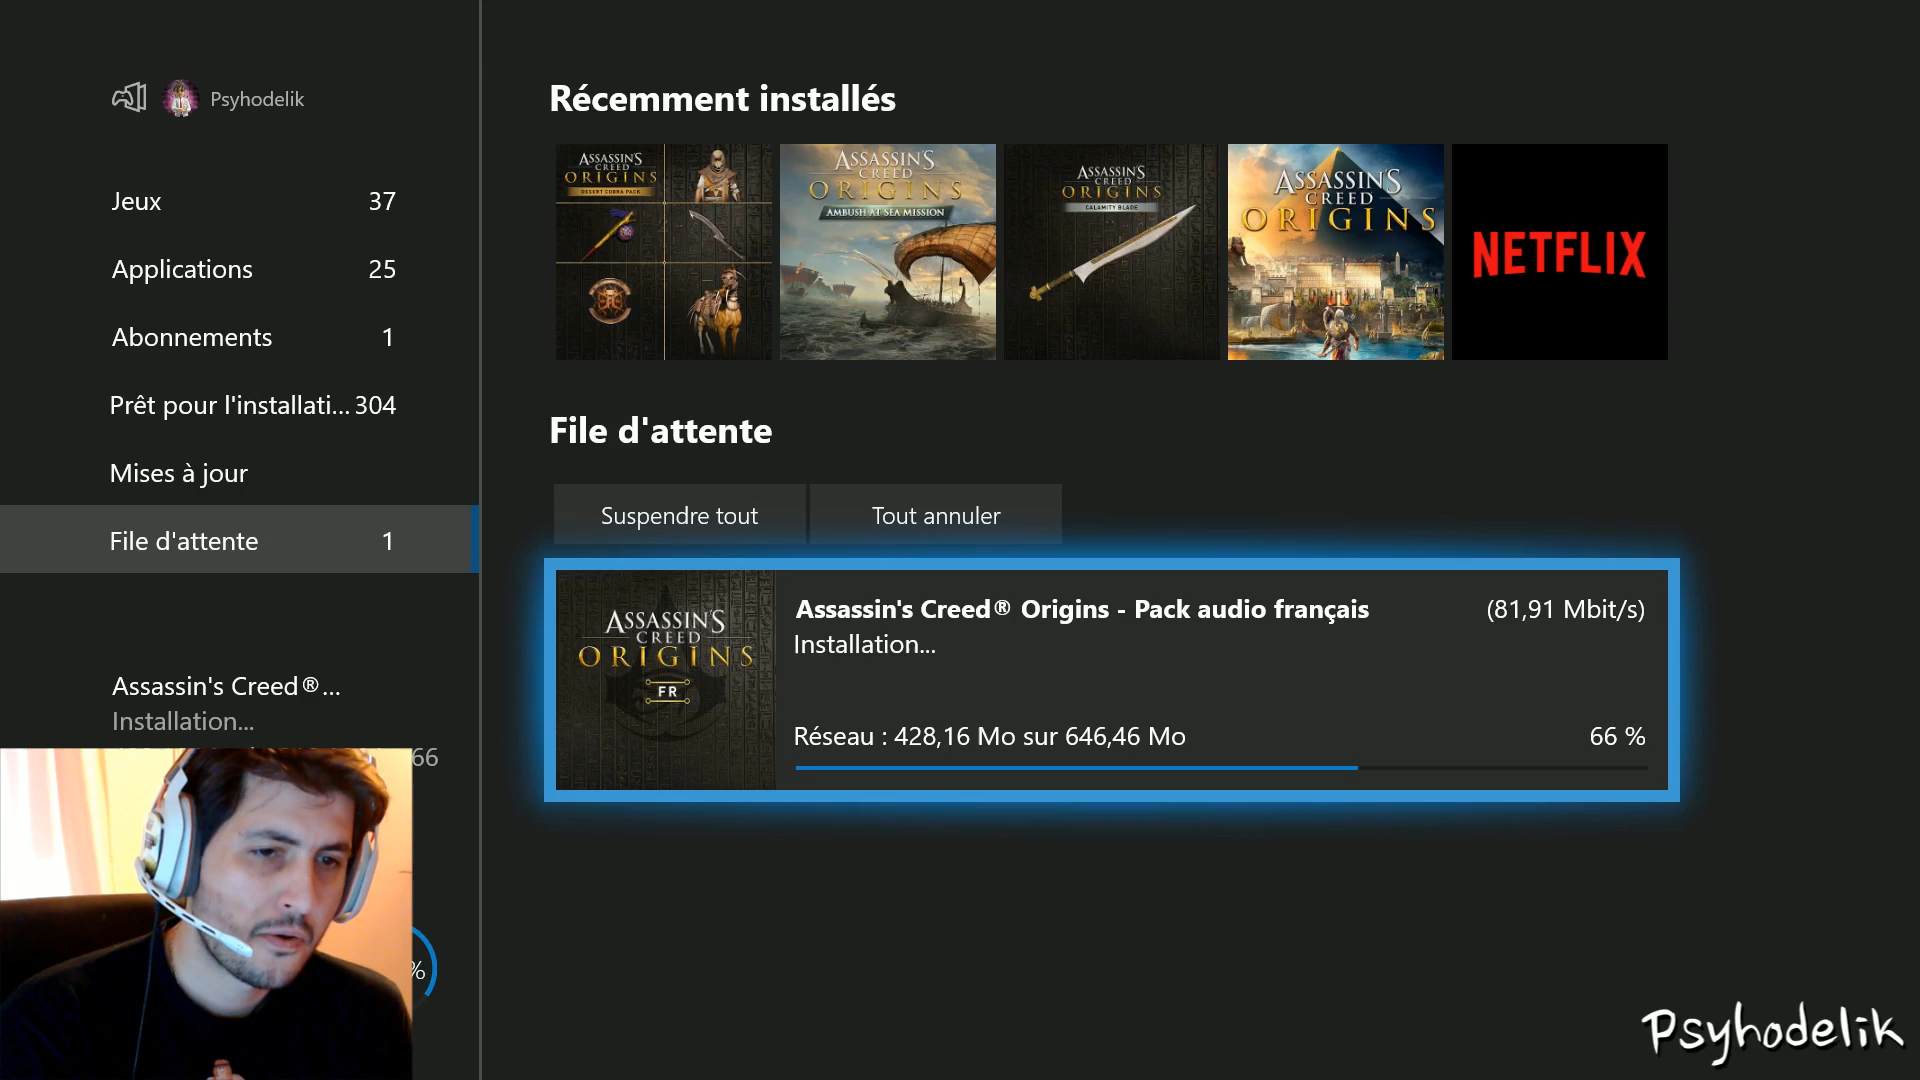 Psyhodelik
Jeux 37
Applications 25
Abonnements 1
Prêt pour l'installati... 304
Mises à jour
File d'attente 1
Assassin's Creed®...
Installation...
66
%
Récemment installés
ASSASSIN'S
CREED
ORIGINS
DESERT COBRA PACK
ASSASSIN'S
CREED
ORIGINS
AMBUSH AT SEA MISSION
ASSASSIN'S
CREED
ORIGINS
CALAMITY BLADE
ASSASSIN'S
CREED
ORIGINS
NETFLIX
File d'attente
Suspendre tout
Tout annuler
ASSASSIN'S
CREED
ORIGINS
FR
Assassin's Creed® Origins - Pack audio français (81,91 Mbit/s)
Installation...
Réseau : 428,16 Mo sur 646,46 Mo 66 %
Psyhodelik